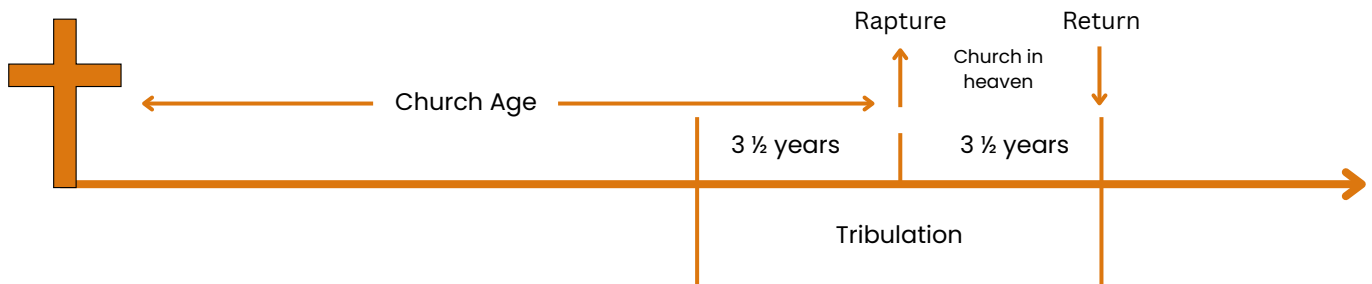 Rapture
Return
Church in
heaven
Church Age
3 ½ years
3 ½ years
Tribulation